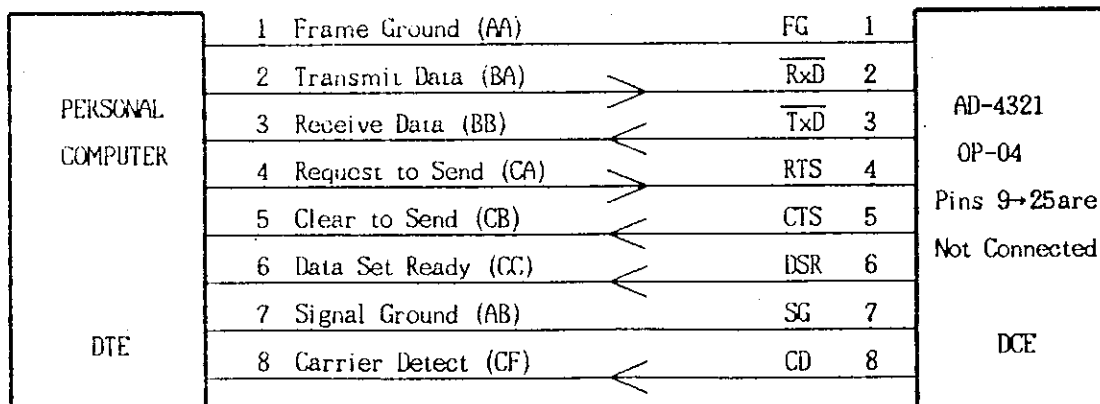 PERSONAL
COMPUTER
DTE
1 Frame Ground (AA) FG 1
2 Transmit Data (BA) R̅x̅D̅ 2
3 Receive Data (BB) T̅x̅D̅ 3
4 Request to Send (CA) RTS 4
5 Clear to Send (CB) CTS 5
6 Data Set Ready (CC) DSR 6
7 Signal Ground (AB) SG 7
8 Carrier Detect (CF) CD 8
AD-4321
OP-04
Pins 9→25are
Not Connected
DCE